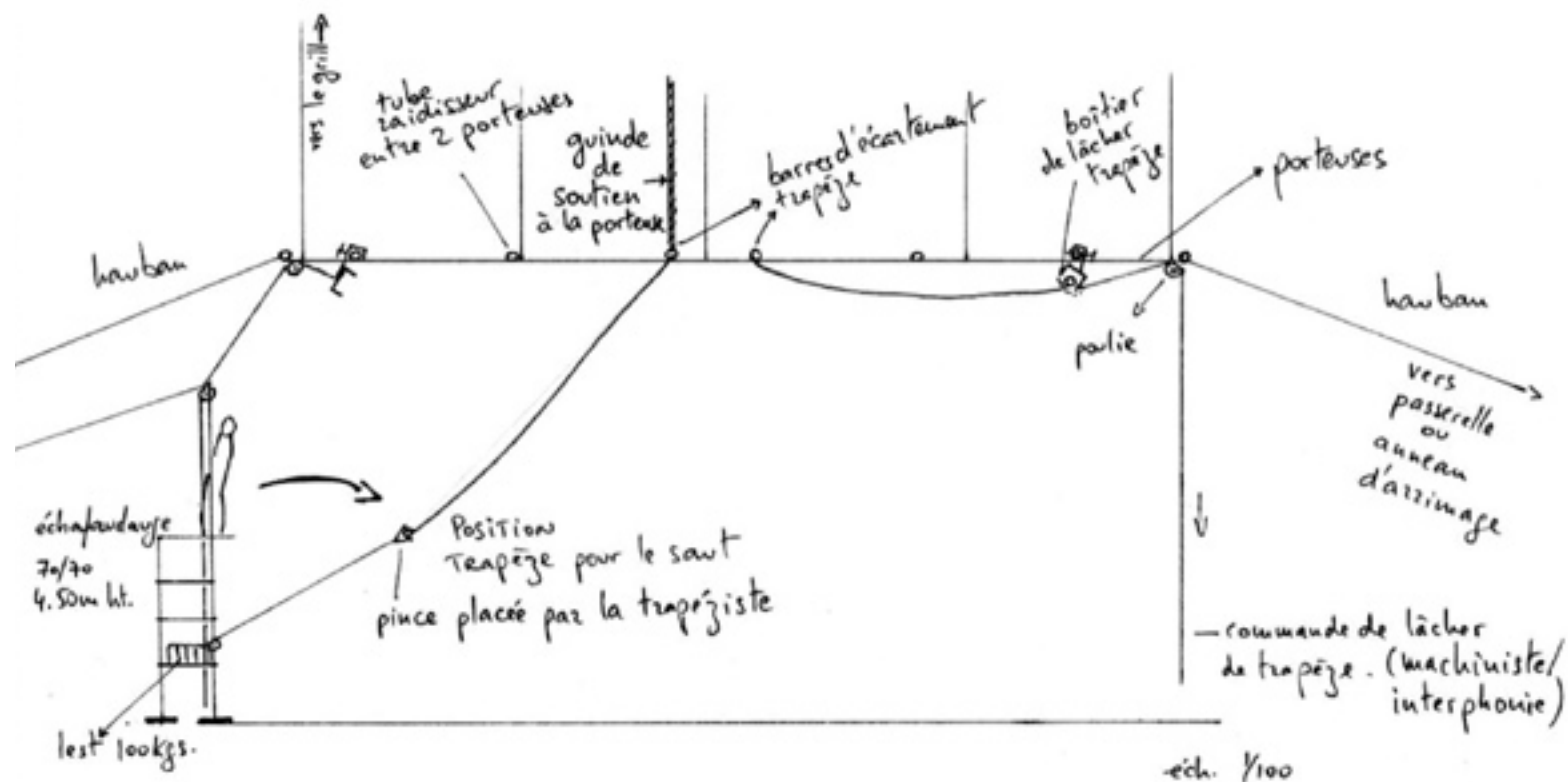 vers le grill
tube
raidisseur
entre 2 porteuses
guinde
de
soutien
à la porteuse
barres d'écartement
trapèze
boîtier
de lâcher
trapèze
porteuses
hauban
hauban
poulie
vers
passerelle
ou
anneau
d'arrimage
échafaudage
70/70
4.50m ht.
POSITION
TRapèze pour le saut
pince placée par la trapéziste
commande de lâcher
de trapèze. (machiniste/
interphonie)
lest 100kgs.
éch. 1/100